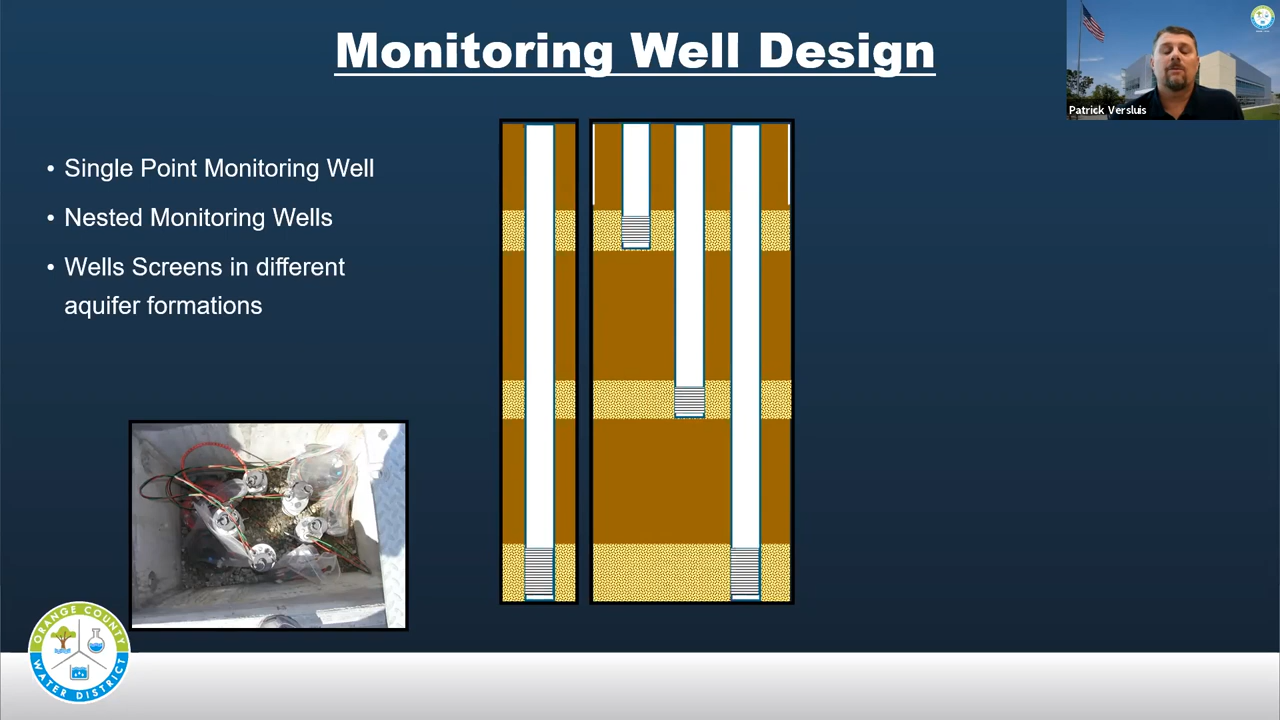 Monitoring Well Design
Patrick Versluis
• Single Point Monitoring Well
• Nested Monitoring Wells
• Wells Screens in different
aquifer formations
ORANGE COUNTY
WATER DISTRICT